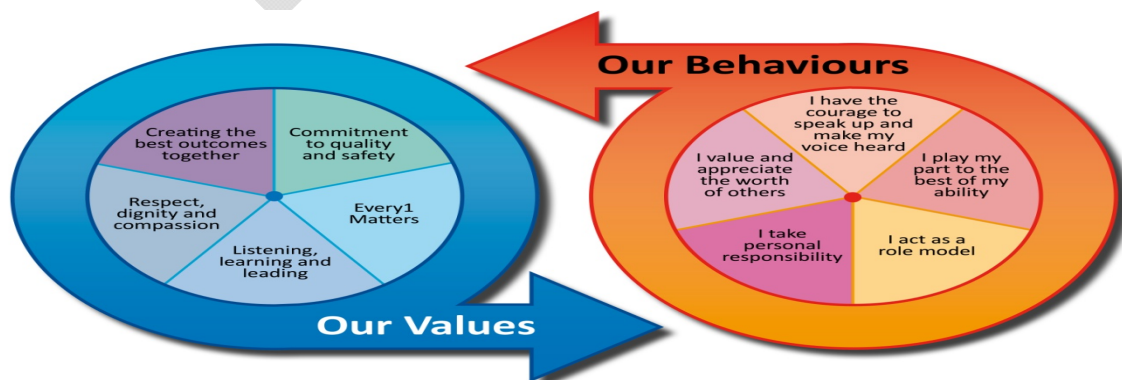 Our Values
Creating the
best outcomes
together
Commitment
to quality
and safety
Every1
Matters
Listening,
learning and
leading
Respect,
dignity and
compassion
Our Behaviours
I have the
courage to
speak up and
make my
voice heard
I play my
part to the
best of my
ability
I act as a
role model
I take
personal
responsibility
I value and
appreciate
the worth
of others